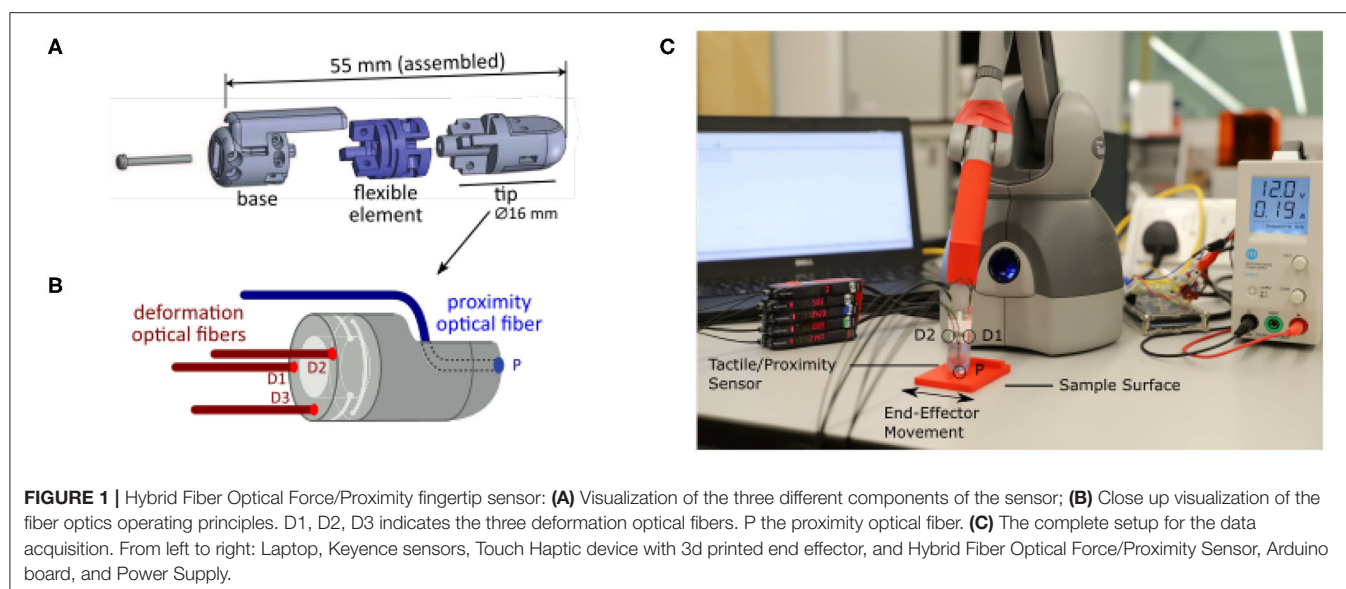 A
55 mm (assembled)
base
flexible
element
tip
Ø16 mm
B
deformation
optical fibers
proximity
optical fiber
D1
D2
D3
P
C
DELL
12.0 V
0.19 A
D2
D1
P
Tactile/Proximity
Sensor
Sample Surface
End-Effector
Movement
FIGURE 1 | Hybrid Fiber Optical Force/Proximity fingertip sensor: (A) Visualization of the three different components of the sensor; (B) Close up visualization of the
fiber optics operating principles. D1, D2, D3 indicates the three deformation optical fibers. P the proximity optical fiber. (C) The complete setup for the data
acquisition. From left to right: Laptop, Keyence sensors, Touch Haptic device with 3d printed end effector, and Hybrid Fiber Optical Force/Proximity Sensor, Arduino
board, and Power Supply.